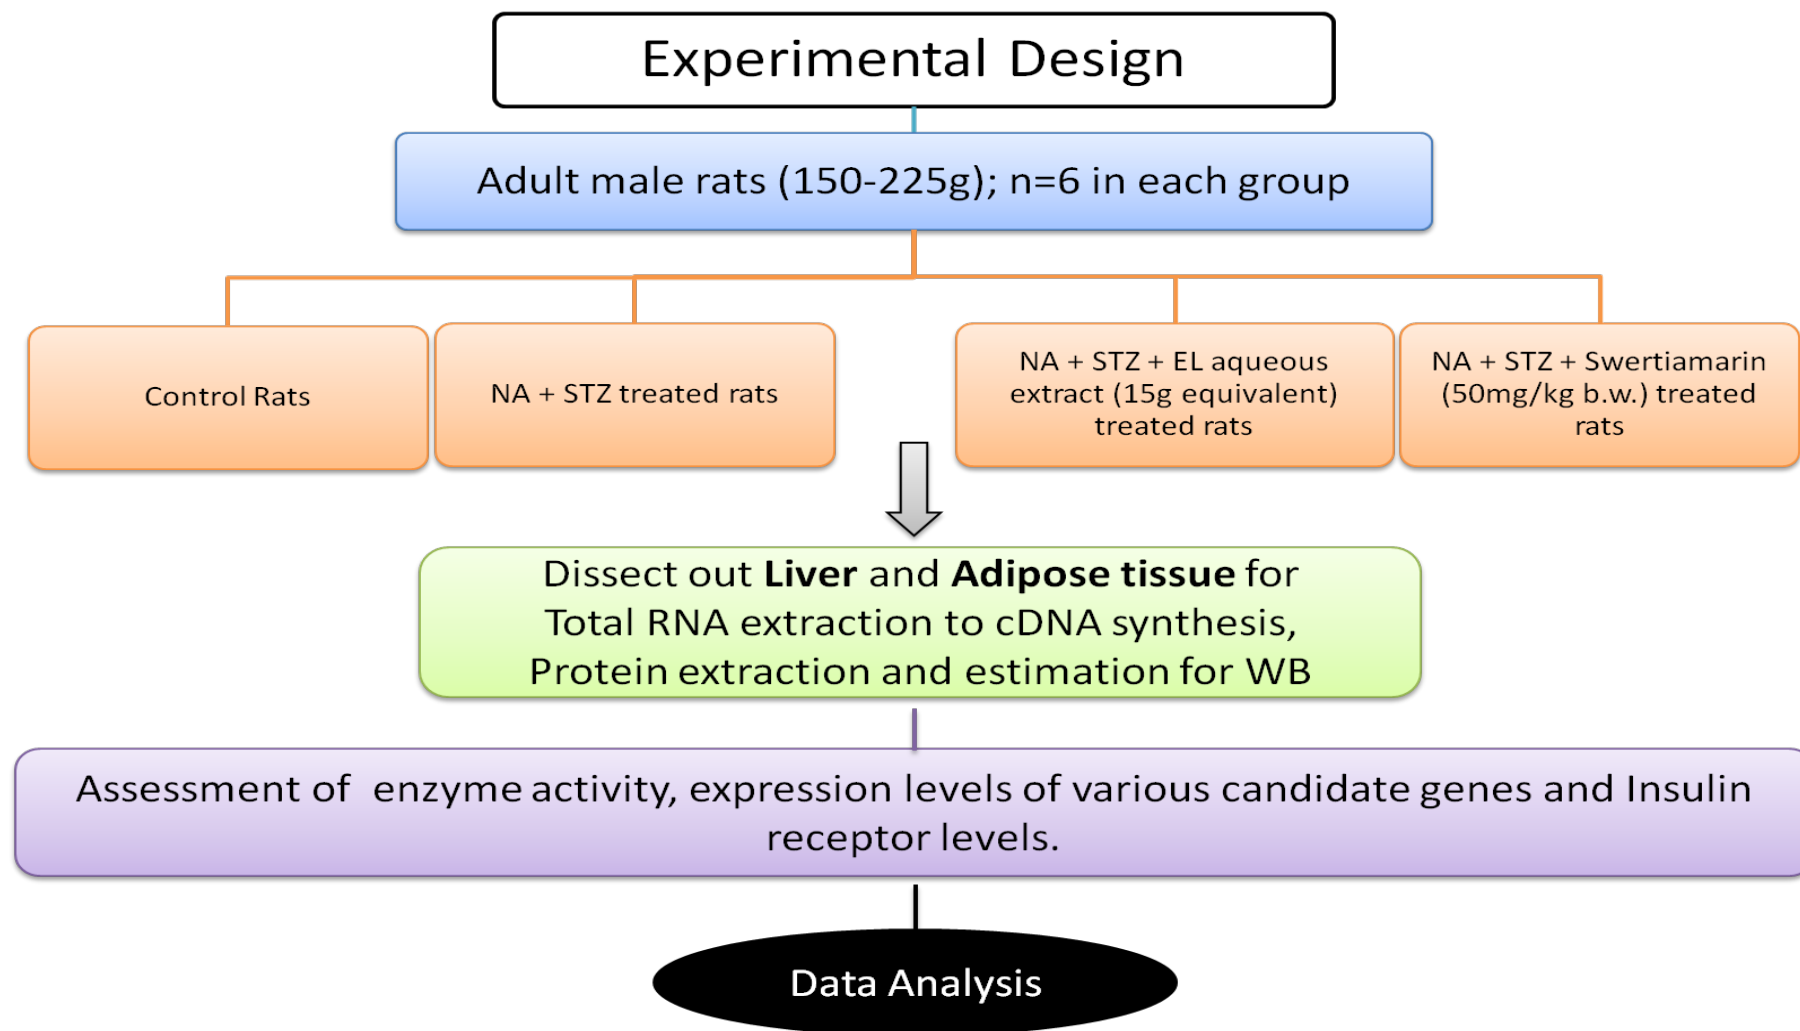 Experimental Design
Adult male rats (150-225g); n=6 in each group
Control Rats
NA + STZ treated rats
NA + STZ + EL aqueous
extract (15g equivalent)
treated rats
NA + STZ + Swertiamarin
(50mg/kg b.w.) treated
rats
Dissect out Liver and Adipose tissue for
Total RNA extraction to cDNA synthesis,
Protein extraction and estimation for WB
Assessment of  enzyme activity, expression levels of various candidate genes and Insulin
receptor levels.
Data Analysis